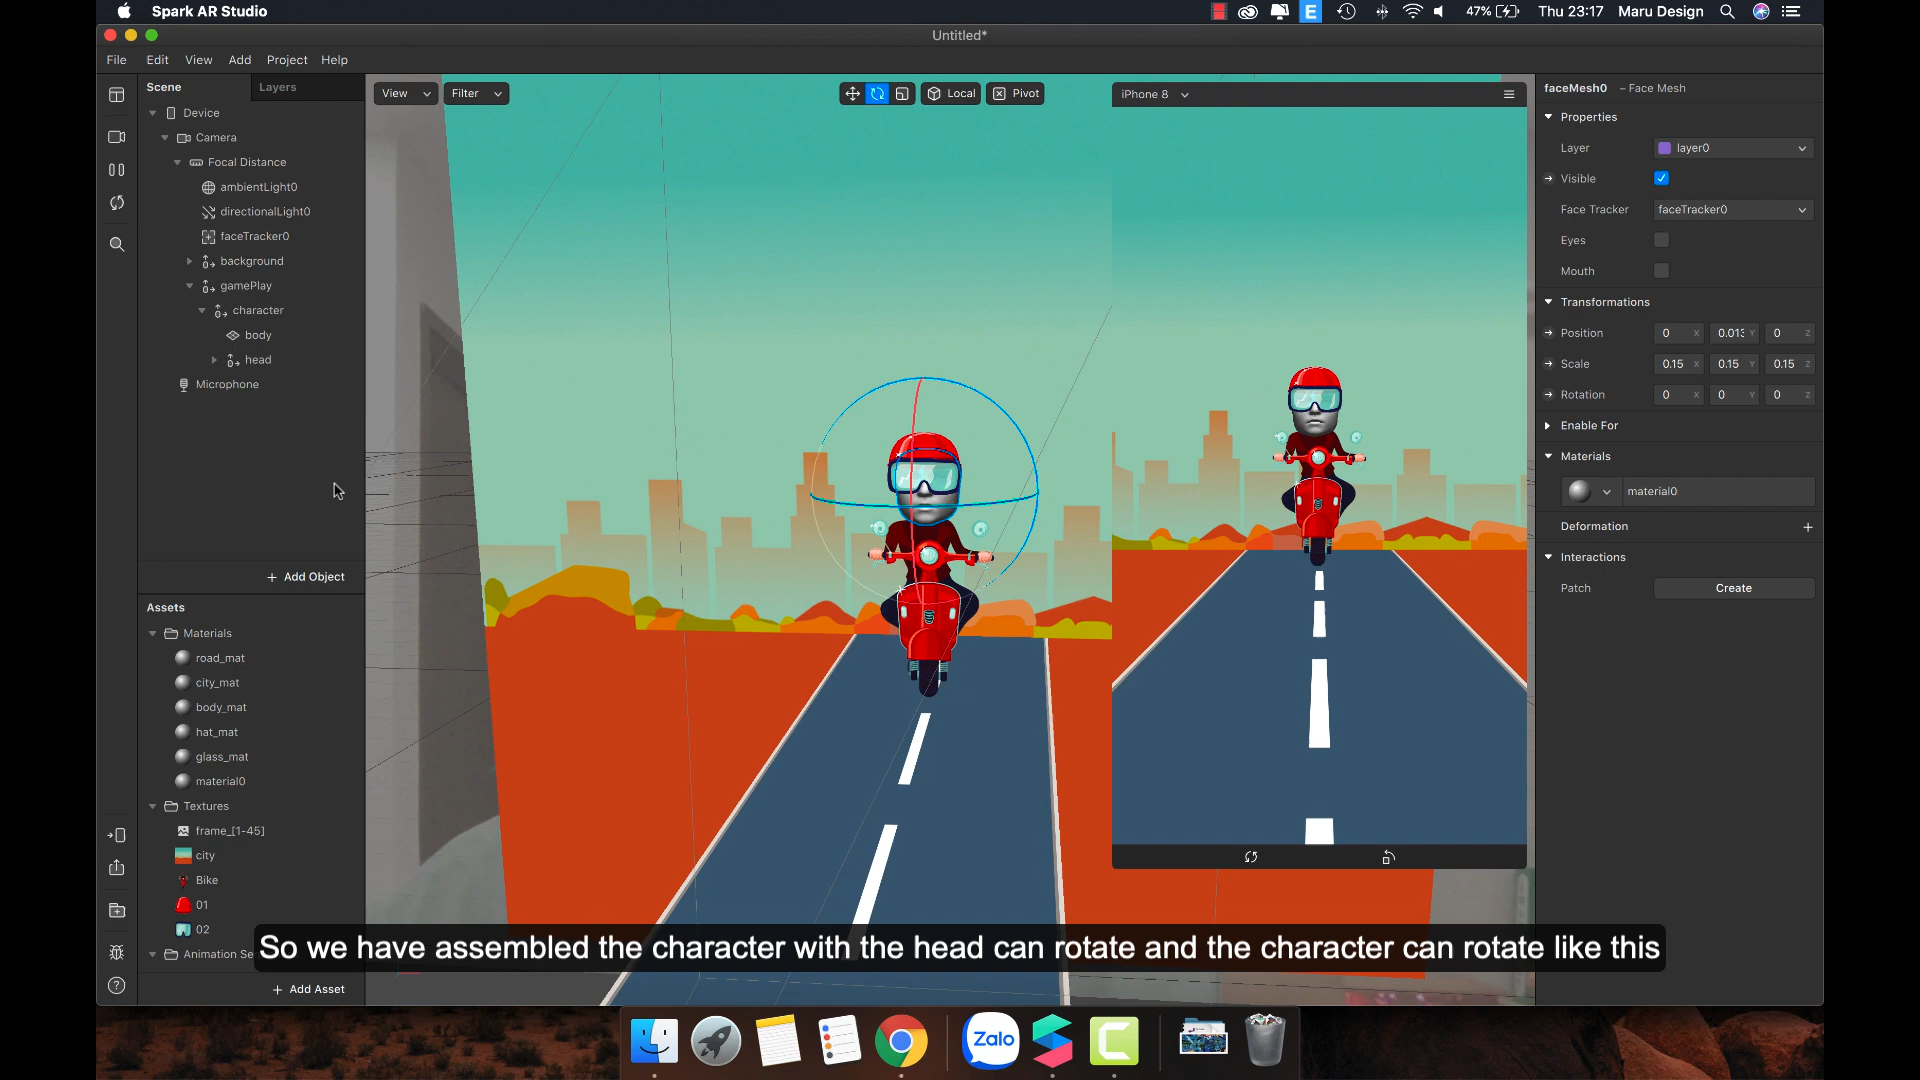 Spark AR Studio
E
47%
Thu 23:17
Maru Design
Untitled*
File Edit View Add Project Help
Scene
Layers
Device
Camera
Focal Distance
ambientLight0
directionalLight0
faceTracker0
background
gamePlay
character
body
head
Microphone
+ Add Object
Assets
Materials
road_mat
city_mat
body_mat
hat_mat
glass_mat
material0
Textures
frame_[1-45]
city
Bike
01
02
Animation Se
+ Add Asset
View
Filter
Local
Pivot
iPhone 8
faceMesh0 – Face Mesh
Properties
Layer layer0
Visible
Face Tracker faceTracker0
Eyes
Mouth
Transformations
Position 0 X 0.013 Y 0 Z
Scale 0.15 X 0.15 Y 0.15 Z
Rotation 0 X 0 Y 0 Z
Enable For
Materials
material0
Deformation +
Interactions
Patch Create
So we have assembled the character with the head can rotate and the character can rotate like this
Zalo
C